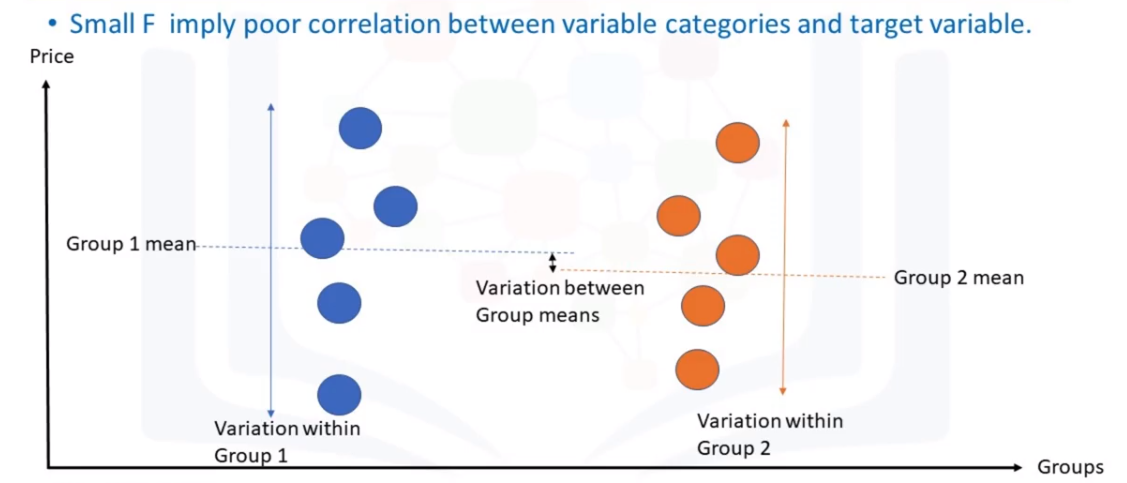 • Small F imply poor correlation between variable categories and target variable.
Price
Group 1 mean
Variation between
Group means
Group 2 mean
Variation within
Group 1
Variation within
Group 2
Groups